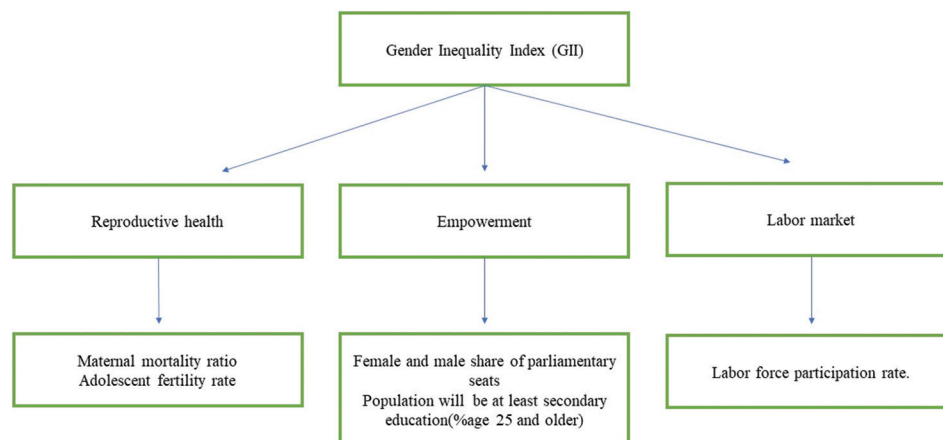 Gender Inequality Index (GII)
Reproductive health
Empowerment
Labor market
Maternal mortality ratio
Adolescent fertility rate
Female and male share of parliamentary
seats
Population will be at least secondary
education(%age 25 and older)
Labor force participation rate.